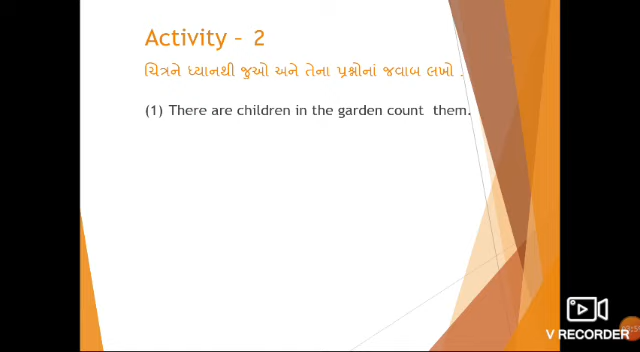 Activity – 2
ચિત્રને ધ્યાનથી જુઓ અને તેના પ્રશ્નોનાં જવાબ લખો .
(1) There are children in the garden count them.
V RECORDER